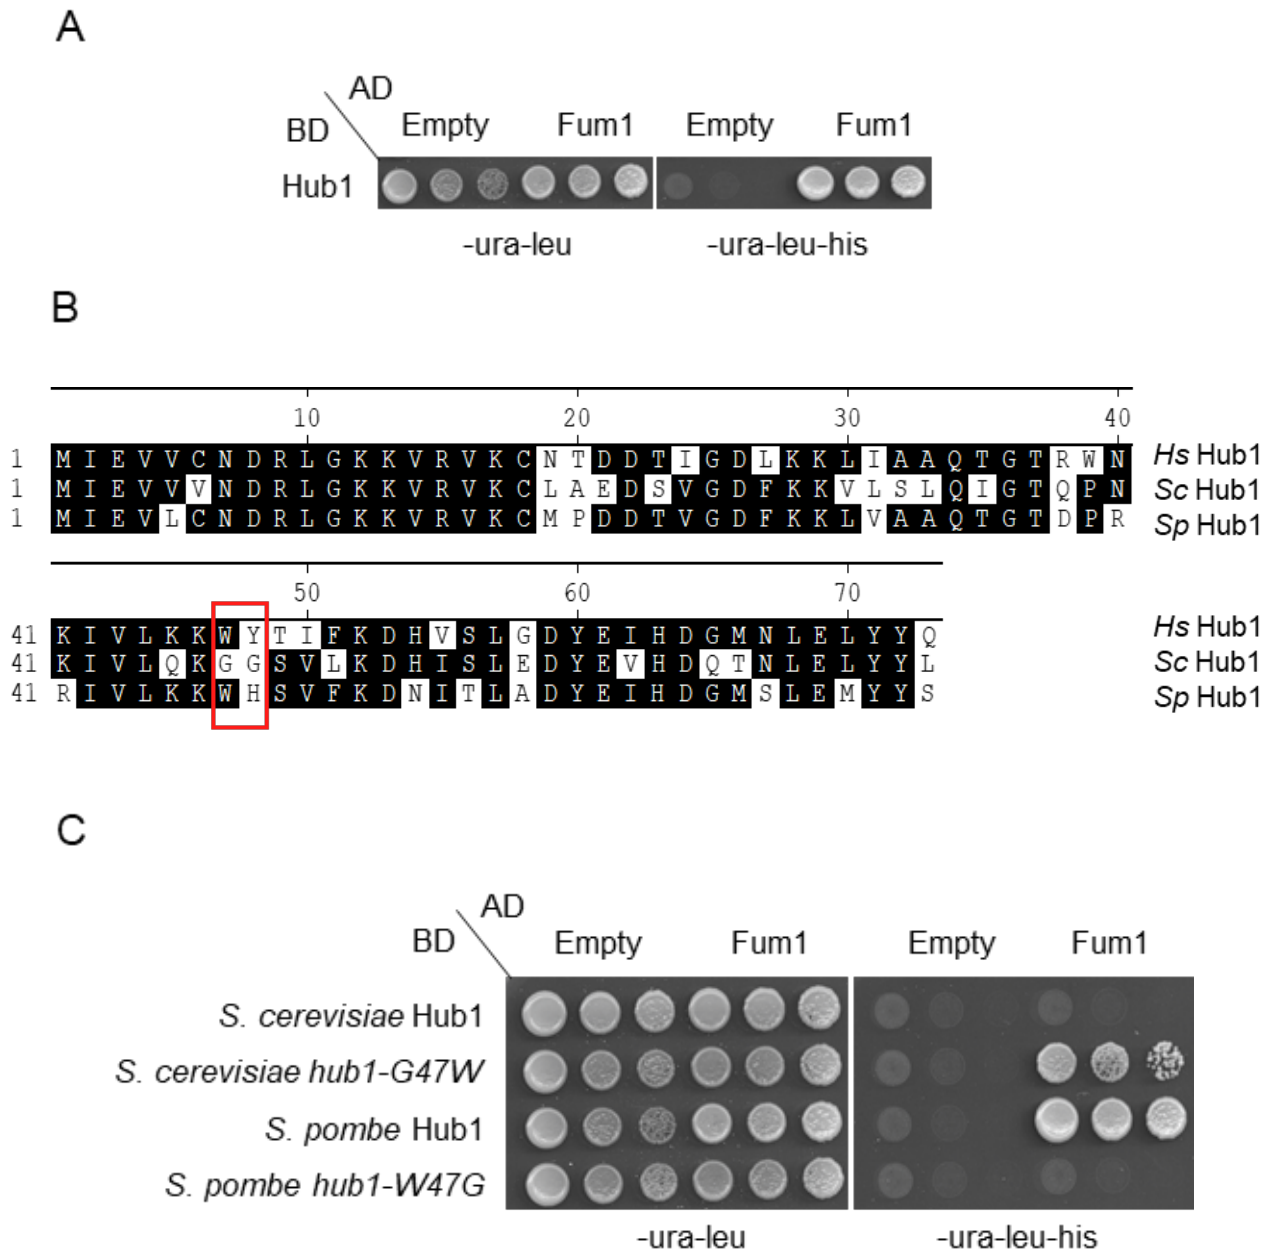 A
AD
BD
Empty Fum1 Empty Fum1
Hub1
-ura-leu -ura-leu-his
B
10 20 30 40
1 M I E V V C N D R L G K K V R V K C N T D D T I G D L K K L I A A Q T G T R W N Hs Hub1
1 M I E V V V N D R L G K K V R V K C L A E D S V G D F K K V L S L Q I G T Q P N Sc Hub1
1 M I E V L C N D R L G K K V R V K C M P D D T V G D F K K L V A A Q T G T D P R Sp Hub1
50 60 70
41 K I V L K K W Y T I F K D H V S L G D Y E I H D G M N L E L Y Y Q Hs Hub1
41 K I V L Q K G G S V L K D H I S L E D Y E V H D Q T N L E L Y Y L Sc Hub1
41 R I V L K K W H S V F K D N I T L A D Y E I H D G M S L E M Y Y S Sp Hub1
C
AD
BD
Empty Fum1 Empty Fum1
S. cerevisiae Hub1
S. cerevisiae hub1-G47W
S. pombe Hub1
S. pombe hub1-W47G
-ura-leu -ura-leu-his